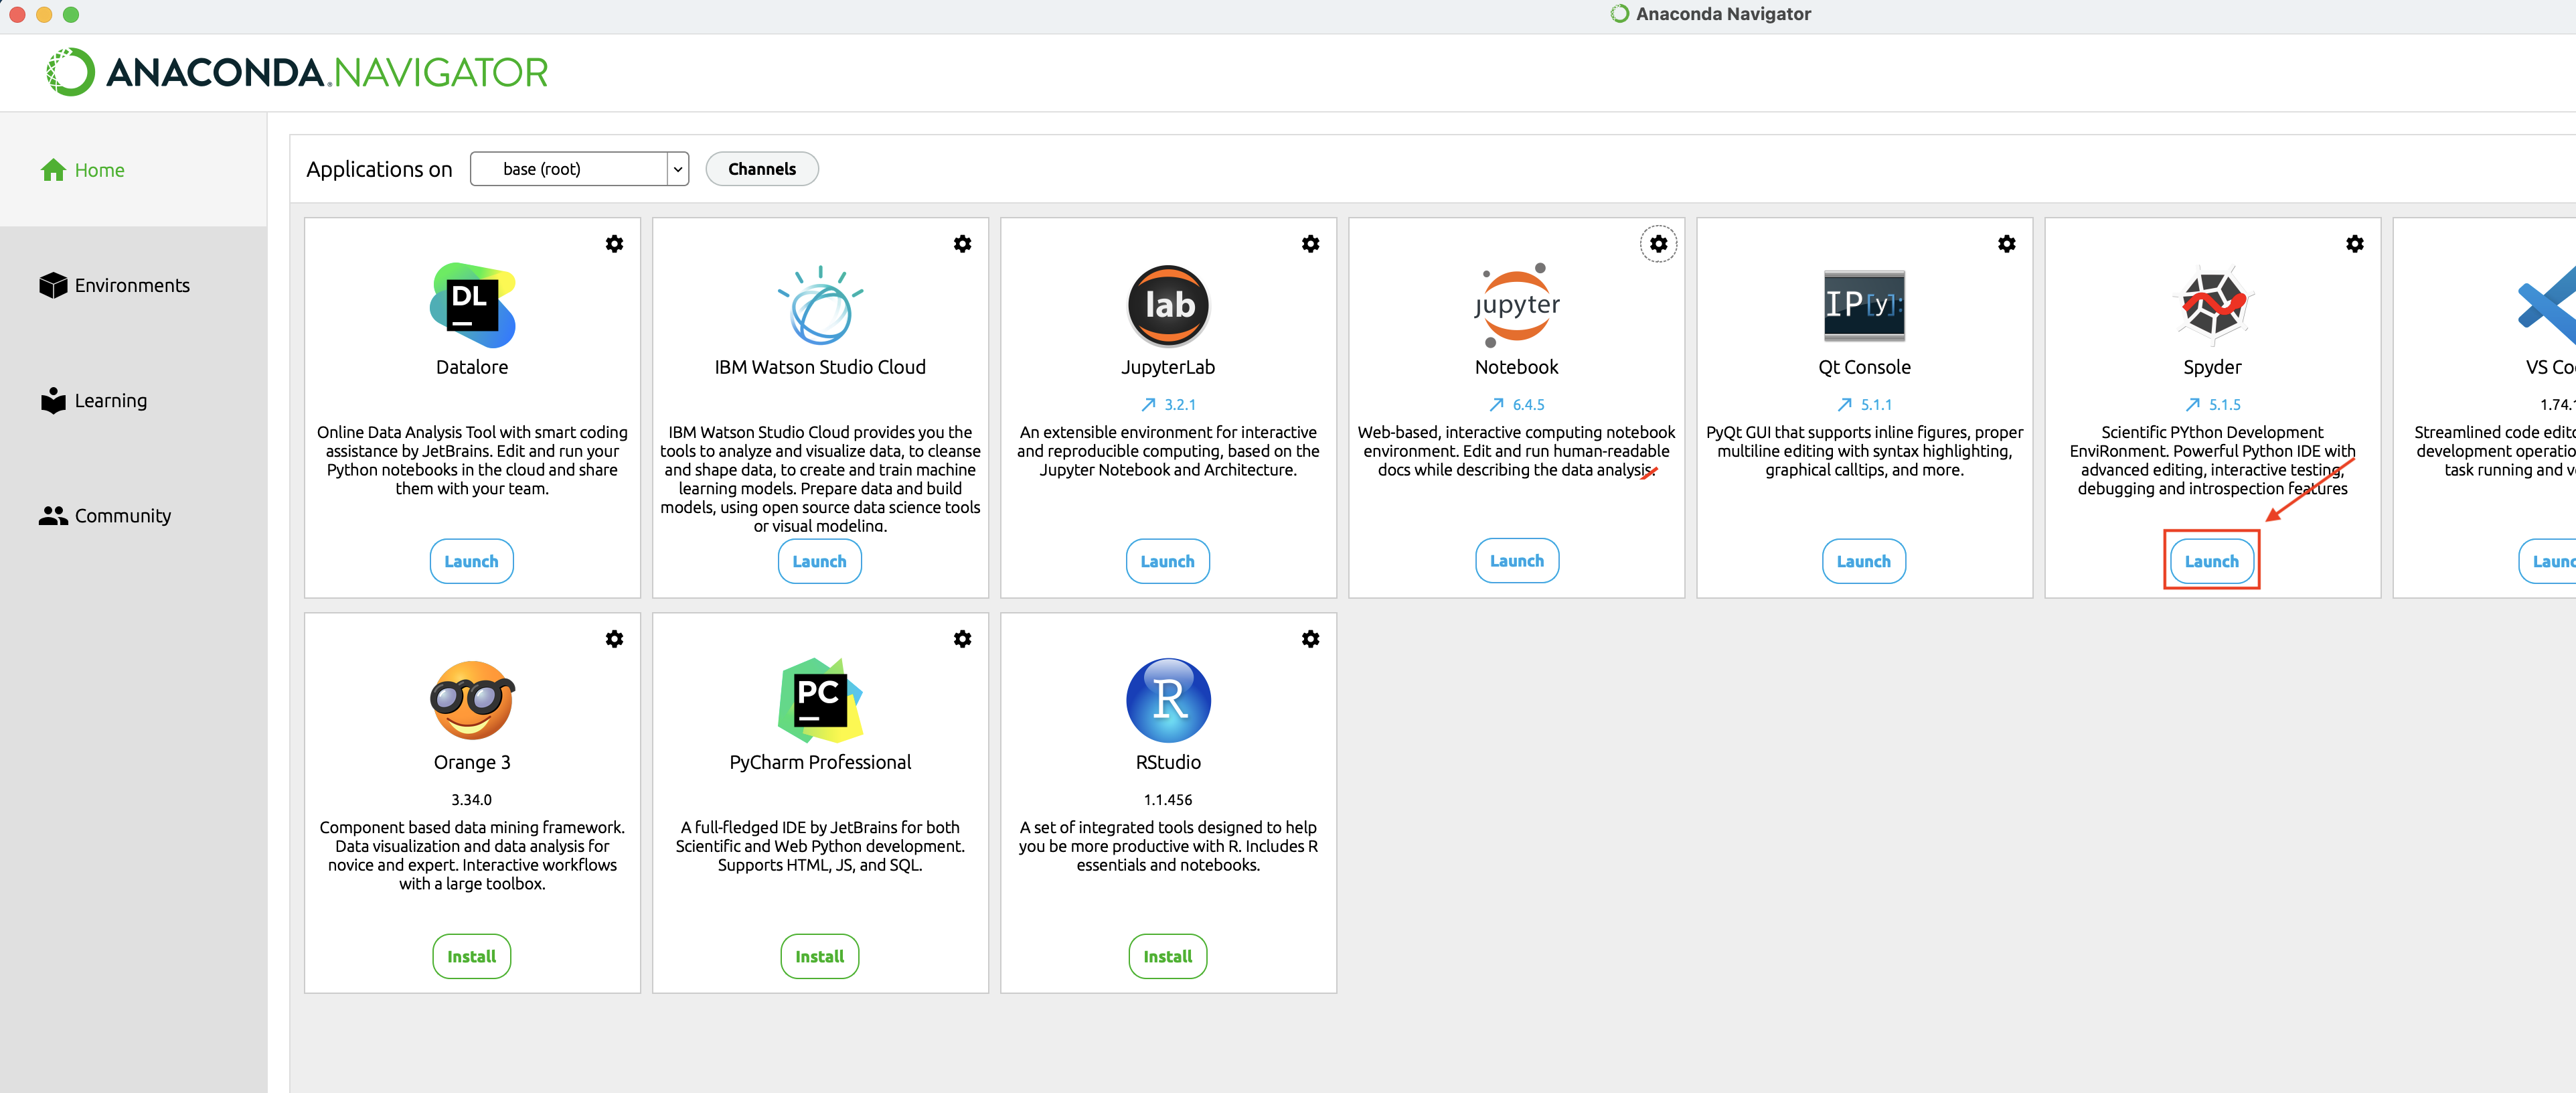 Anaconda Navigator
ANACONDA.NAVIGATOR
Home
Environments
Learning
Community
Applications on
base (root)
Channels
DL
Datalore
Online Data Analysis Tool with smart coding
assistance by JetBrains. Edit and run your
Python notebooks in the cloud and share
them with your team.
Launch
IBM Watson Studio Cloud
IBM Watson Studio Cloud provides you the
tools to analyze and visualize data, to cleanse
and shape data, to create and train machine
learning models. Prepare data and build
models, using open source data science tools
or visual modeling.
Launch
lab
JupyterLab
3.2.1
An extensible environment for interactive
and reproducible computing, based on the
Jupyter Notebook and Architecture.
Launch
jupyter
Notebook
6.4.5
Web-based, interactive computing notebook
environment. Edit and run human-readable
docs while describing the data analysis.
Launch
IP[y]:
Qt Console
5.1.1
PyQt GUI that supports inline figures, proper
multiline editing with syntax highlighting,
graphical calltips, and more.
Launch
Spyder
5.1.5
Scientific PYthon Development
EnviRonment. Powerful Python IDE with
advanced editing, interactive testing,
debugging and introspection features
Launch
VS Co
1.74.
Streamlined code edito
development operatio
task running and v
Launc
Orange 3
3.34.0
Component based data mining framework.
Data visualization and data analysis for
novice and expert. Interactive workflows
with a large toolbox.
Install
PC
PyCharm Professional
A full-fledged IDE by JetBrains for both
Scientific and Web Python development.
Supports HTML, JS, and SQL.
Install
R
RStudio
1.1.456
A set of integrated tools designed to help
you be more productive with R. Includes R
essentials and notebooks.
Install